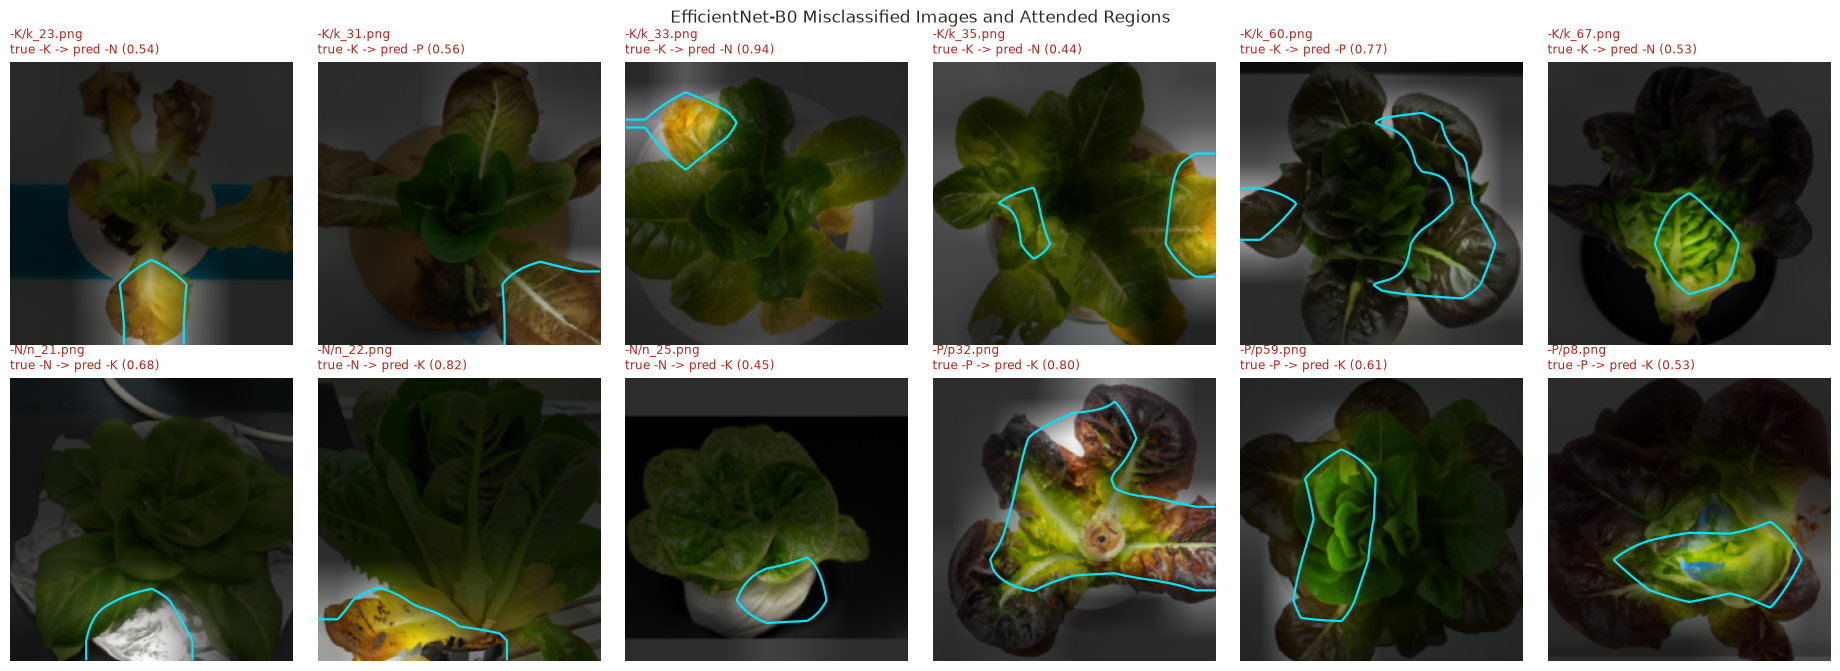 EfficientNet-B0 Misclassified Images and Attended Regions
-K/k_23.png
true -K -> pred -N (0.54)
-K/k_31.png
true -K -> pred -P (0.56)
-K/k_33.png
true -K -> pred -N (0.94)
-K/k_35.png
true -K -> pred -N (0.44)
-K/k_60.png
true -K -> pred -P (0.77)
-K/k_67.png
true -K -> pred -N (0.53)
-N/n_21.png
true -N -> pred -K (0.68)
-N/n_22.png
true -N -> pred -K (0.82)
-N/n_25.png
true -N -> pred -K (0.45)
-P/p32.png
true -P -> pred -K (0.80)
-P/p59.png
true -P -> pred -K (0.61)
-P/p8.png
true -P -> pred -K (0.53)